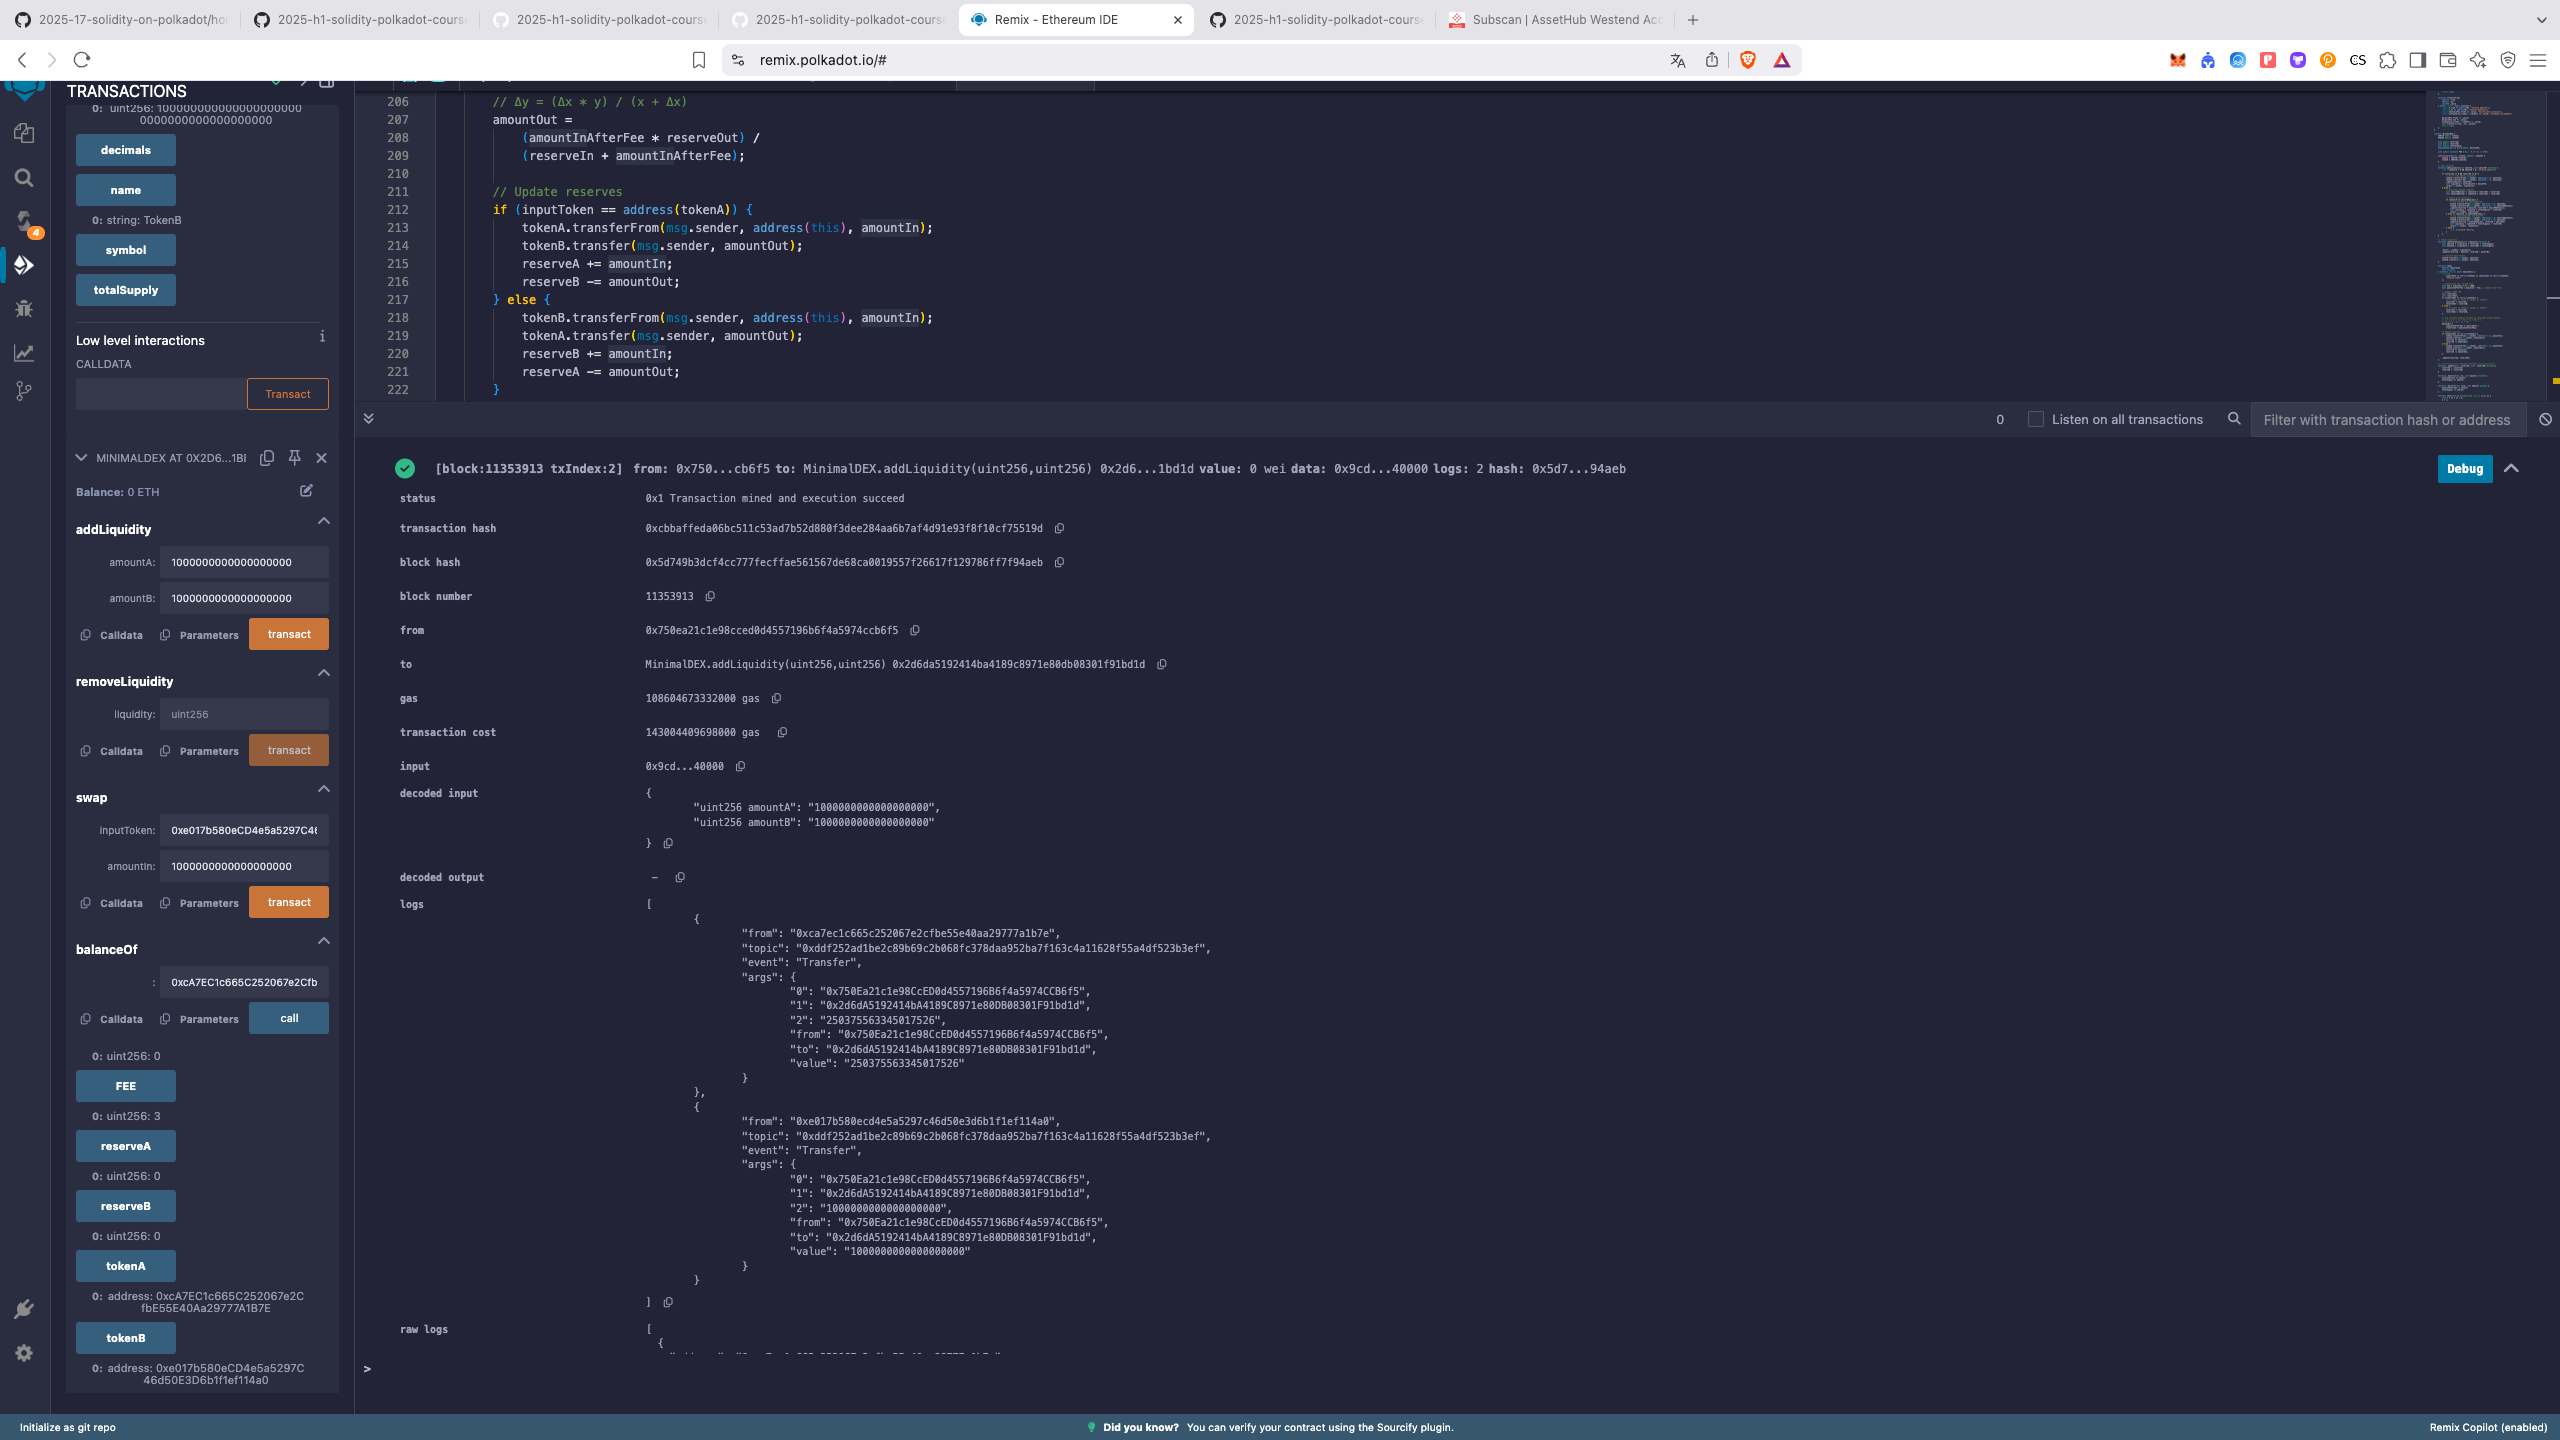 2025-17-solidity-on-polkadot/ho
2025-h1-solidity-polkadot-course
2025-h1-solidity-polkadot-course
2025-h1-solidity-polkadot-course
Remix - Ethereum IDE
2025-h1-solidity-polkadot-course
Subscan | AssetHub Westend Acc
remix.polkadot.io/#
TRANSACTIONS
0: uint256: 1000000000000000000000
0000000000000000000
decimals
name
0: string: TokenB
symbol
totalSupply
Low level interactions
CALLDATA
Transact
MINIMALDEX AT 0X2D6...1BI
Balance: 0 ETH
addLiquidity
amountA: 1000000000000000000
amountB: 1000000000000000000
Calldata Parameters transact
removeLiquidity
liquidity: uint256
Calldata Parameters transact
swap
inputToken: 0xe017b580eCD4e5a5297C46
amountIn: 1000000000000000000
Calldata Parameters transact
balanceOf
: 0xcA7EC1c665C252067e2Cfb
Calldata Parameters call
0: uint256: 0
FEE
0: uint256: 3
reserveA
0: uint256: 0
reserveB
0: uint256: 0
tokenA
0: address: 0xcA7EC1c665C252067e2C
fbE55E40Aa29777A1B7E
tokenB
0: address: 0xe017b580eCD4e5a5297C
46d50E3D6b1f1ef114a0
4
206 // Δy = (Δx * y) / (x + Δx)
207 amountOut =
208 (amountInAfterFee * reserveOut) /
209 (reserveIn + amountInAfterFee);
210
211 // Update reserves
212 if (inputToken == address(tokenA)) {
213 tokenA.transferFrom(msg.sender, address(this), amountIn);
214 tokenB.transfer(msg.sender, amountOut);
215 reserveA += amountIn;
216 reserveB -= amountOut;
217 } else {
218 tokenB.transferFrom(msg.sender, address(this), amountIn);
219 tokenA.transfer(msg.sender, amountOut);
220 reserveB += amountIn;
221 reserveA -= amountOut;
222 }
0 Listen on all transactions Filter with transaction hash or address
[block:11353913 txIndex:2] from: 0x750...cb6f5 to: MinimalDEX.addLiquidity(uint256,uint256) 0x2d6...1bd1d value: 0 wei data: 0x9cd...40000 logs: 2 hash: 0x5d7...94aeb Debug
status 0x1 Transaction mined and execution succeed
transaction hash 0xcbbaffeda06bc511c53ad7b52d880f3dee284aa6b7af4d91e93f8f10cf75519d
block hash 0x5d749b3dcf4cc777fecffae561567de68ca0019557f26617f129786ff7f94aeb
block number 11353913
from 0x750ea21c1e98cced0d4557196b6f4a5974ccb6f5
to MinimalDEX.addLiquidity(uint256,uint256) 0x2d6da5192414ba4189c8971e80db08301f91bd1d
gas 108604673332000 gas
transaction cost 143004409698000 gas
input 0x9cd...40000
decoded input {
"uint256 amountA": "1000000000000000000",
"uint256 amountB": "1000000000000000000"
}
decoded output -
logs [
{
"from": "0xca7ec1c665c252067e2cfbe55e40aa29777a1b7e",
"topic": "0xddf252ad1be2c89b69c2b068fc378daa952ba7f163c4a11628f55a4df523b3ef",
"event": "Transfer",
"args": {
"0": "0x750Ea21c1e98CcED0d4557196B6f4a5974CCB6f5",
"1": "0x2d6dA5192414bA4189C8971e80DB08301F91bd1d",
"2": "250375563345017526",
"from": "0x750Ea21c1e98CcED0d4557196B6f4a5974CCB6f5",
"to": "0x2d6dA5192414bA4189C8971e80DB08301F91bd1d",
"value": "250375563345017526"
}
},
{
"from": "0xe017b580ecd4e5a5297c46d50e3d6b1f1ef114a0",
"topic": "0xddf252ad1be2c89b69c2b068fc378daa952ba7f163c4a11628f55a4df523b3ef",
"event": "Transfer",
"args": {
"0": "0x750Ea21c1e98CcED0d4557196B6f4a5974CCB6f5",
"1": "0x2d6dA5192414bA4189C8971e80DB08301F91bd1d",
"2": "1000000000000000000",
"from": "0x750Ea21c1e98CcED0d4557196B6f4a5974CCB6f5",
"to": "0x2d6dA5192414bA4189C8971e80DB08301F91bd1d",
"value": "1000000000000000000"
}
}
]
raw logs [
{
>
Initialize as git repo
Did you know? You can verify your contract using the Sourcify plugin.
Remix Copilot (enabled)